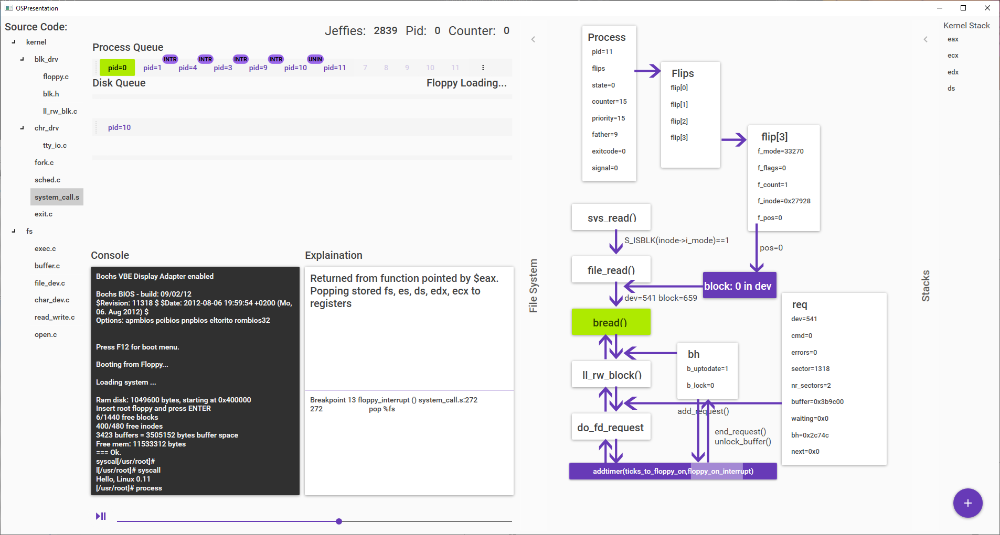 OSPresentation
Source Code:
kernel
blk_drv
floppy.c
blk.h
ll_rw_blk.c
chr_drv
tty_io.c
fork.c
sched.c
system_call.s
exit.c
fs
exec.c
buffer.c
file_dev.c
char_dev.c
read_write.c
open.c
Jeffies: 2839 Pid: 0 Counter: 0
Process Queue
INTR INTR INTR INTR UNIN
pid=0 pid=1 pid=4 pid=3 pid=9 pid=10 pid=11 7 8 9 10 11
Disk Queue Floppy Loading...
pid=10
Console
Bochs VBE Display Adapter enabled
Bochs BIOS - build: 09/02/12
$Revision: 11318 $ $Date: 2012-08-06 19:59:54 +0200 (Mo,
06. Aug 2012) $
Options: apmbios pcibios pnpbios eltorito rombios32
Press F12 for boot menu.
Booting from Floppy...
Loading system ...
Ram disk: 1049600 bytes, starting at 0x400000
Insert root floppy and press ENTER
6/1440 free blocks
400/480 free inodes
3423 buffers = 3505152 bytes buffer space
Free mem: 11533312 bytes
=== Ok.
syscal[/usr/root]#
l[/usr/root]# syscall
Hello, Linux 0.11
[/usr/root]# process
Explaination
Returned from function pointed by $eax.
Popping stored fs, es, ds, edx, ecx to
registers
Breakpoint 13 floppy_interrupt () system_call.s:272
272 pop %fs
File System
Process
pid=11
flips
state=0
counter=15
priority=15
father=9
exitcode=0
signal=0
Flips
flip[0]
flip[1]
flip[2]
flip[3]
flip[3]
f_mode=33270
f_flags=0
f_count=1
f_inode=0x27928
f_pos=0
sys_read()
S_ISBLK(inode->i_mode)==1
pos=0
file_read()
block: 0 in dev
dev=541 block=659
bread()
ll_rw_block()
bh
b_uptodate=1
b_lock=0
add_request()
do_fd_request
end_request()
unlock_buffer()
addtimer(ticks_to_floppy_on,floppy_on_interrupt)
req
dev=541
cmd=0
errors=0
sector=1318
nr_sectors=2
buffer=0x3b9c00
waiting=0x0
bh=0x2c74c
next=0x0
Stacks
Kernel Stack
eax
ecx
edx
ds